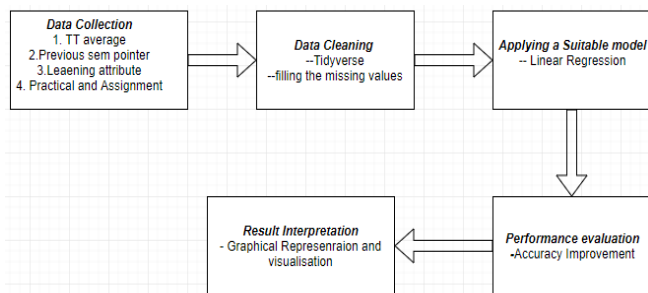 Data Collection
1. TT average
2.Previous sem pointer
3.Leaening attribute
4. Practical and Assignment
Data Cleaning
--Tidyverse
--filling the missing values
Applying a Suitable model
-- Linear Regression
Performance evaluation
-Accuracy Improvement
Result Interpretation
- Graphical Represenraion and
visualisation